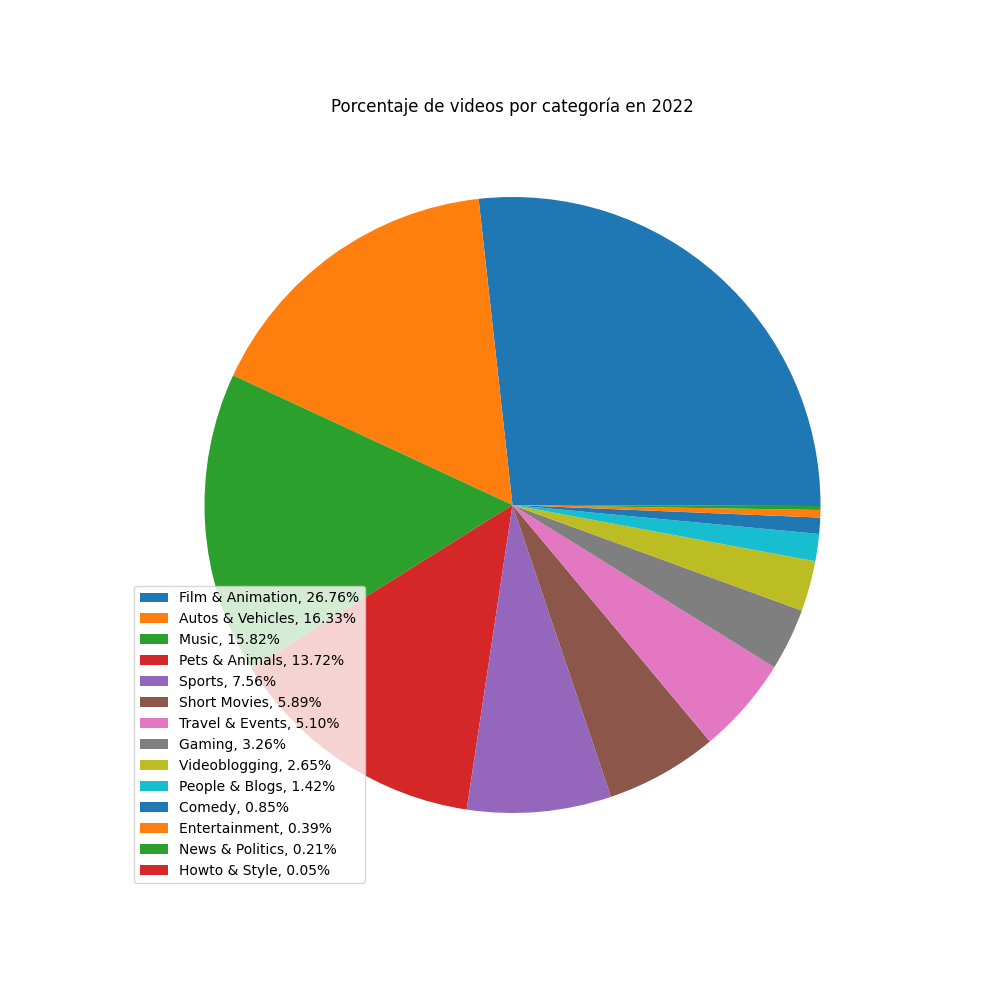 Porcentaje de videos por categoría en 2022
Film & Animation, 26.76%
Autos & Vehicles, 16.33%
Music, 15.82%
Pets & Animals, 13.72%
Sports, 7.56%
Short Movies, 5.89%
Travel & Events, 5.10%
Gaming, 3.26%
Videoblogging, 2.65%
People & Blogs, 1.42%
Comedy, 0.85%
Entertainment, 0.39%
News & Politics, 0.21%
Howto & Style, 0.05%